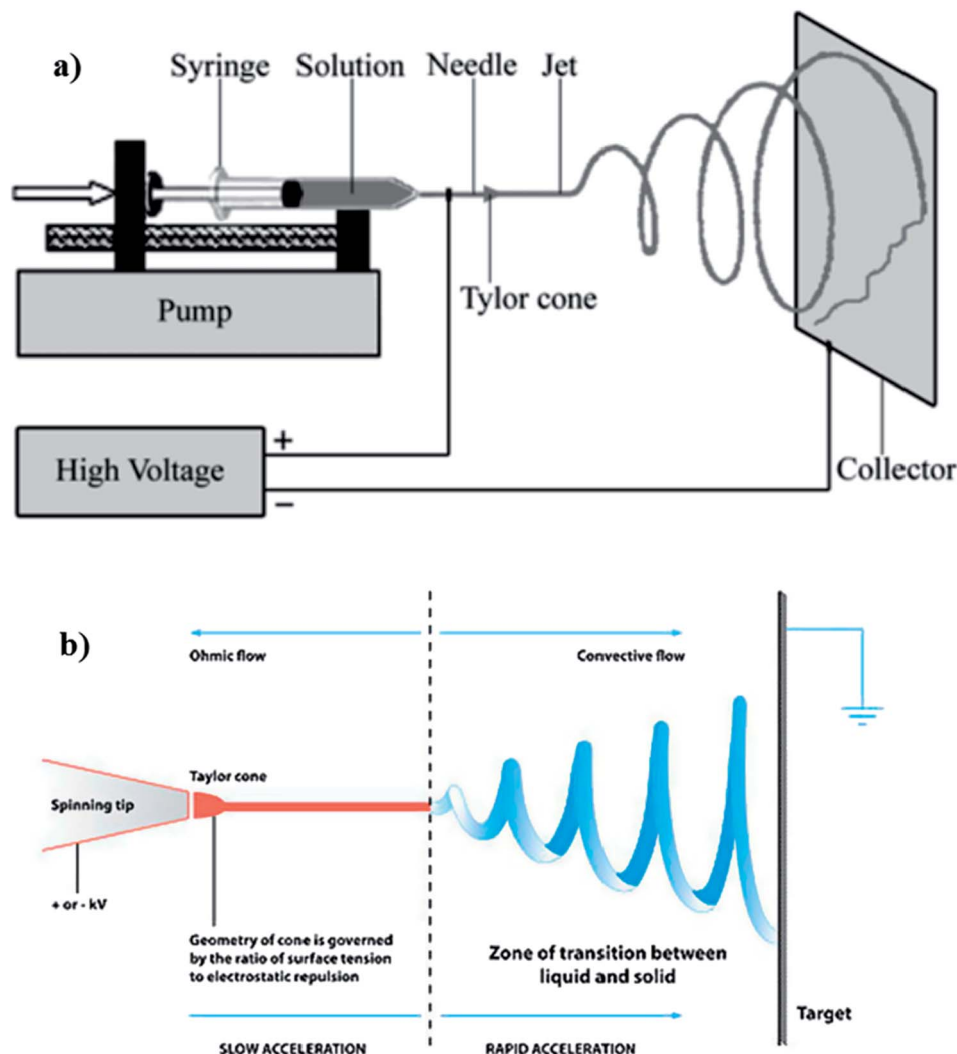 a)
Syringe Solution Needle Jet
Tylor cone
Pump
+
High Voltage
−
Collector
b)
Ohmic flow
Convective flow
Taylor cone
Spinning tip
+ or - kV
Geometry of cone is governed
by the ratio of surface tension
to electrostatic repulsion
Zone of transition between
liquid and solid
Target
SLOW ACCELERATION
RAPID ACCELERATION